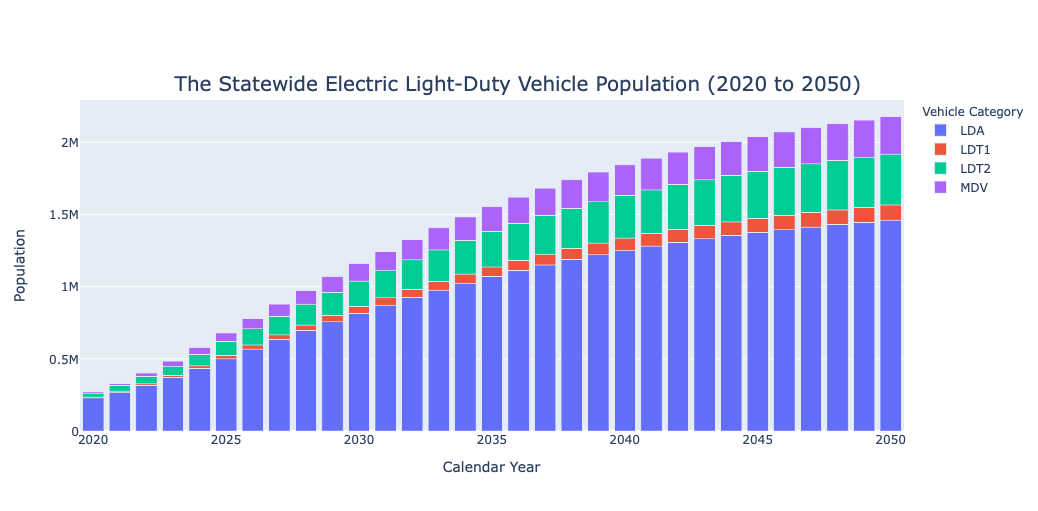 The Statewide Electric Light-Duty Vehicle Population (2020 to 2050)
Vehicle Category
LDA
LDT1
LDT2
MDV
2M
1.5M
1M
0.5M
0
Population
2020 2025 2030 2035 2040 2045 2050
Calendar Year